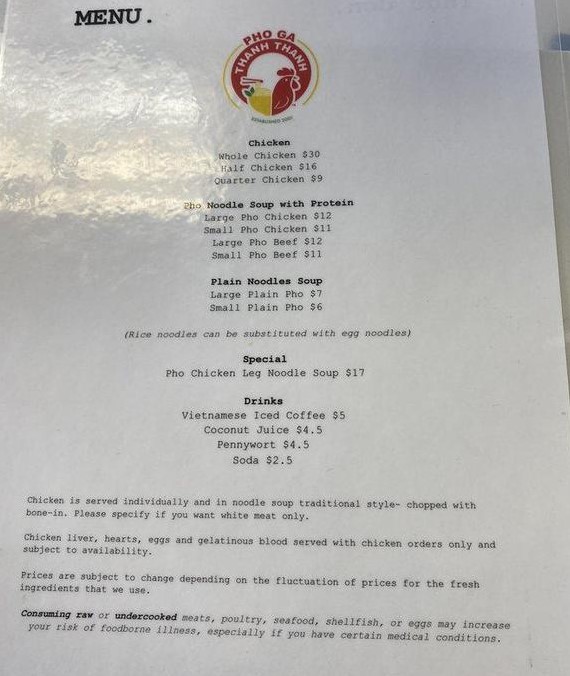 MENU.
PHO GA
THANH THANH
Chicken
Whole Chicken $30
Half Chicken $16
Quarter Chicken $9
Pho Noodle Soup with Protein
Large Pho Chicken $12
Small Pho Chicken $11
Large Pho Beef $12
Small Pho Beef $11
Plain Noodles Soup
Large Plain Pho $7
Small Plain Pho $6
(Rice noodles can be substituted with egg noodles)
Special
Pho Chicken Leg Noodle Soup $17
Drinks
Vietnamese Iced Coffee $5
Coconut Juice $4.5
Pennywort $4.5
Soda $2.5
Chicken is served individually and in noodle soup traditional style- chopped with
bone-in. Please specify if you want white meat only.
Chicken liver, hearts, eggs and gelatinous blood served with chicken orders only and
subject to availability.
Prices are subject to change depending on the fluctuation of prices for the fresh
ingredients that we use.
Consuming raw or undercooked meats, poultry, seafood, shellfish, or eggs may increase
your risk of foodborne illness, especially if you have certain medical conditions.